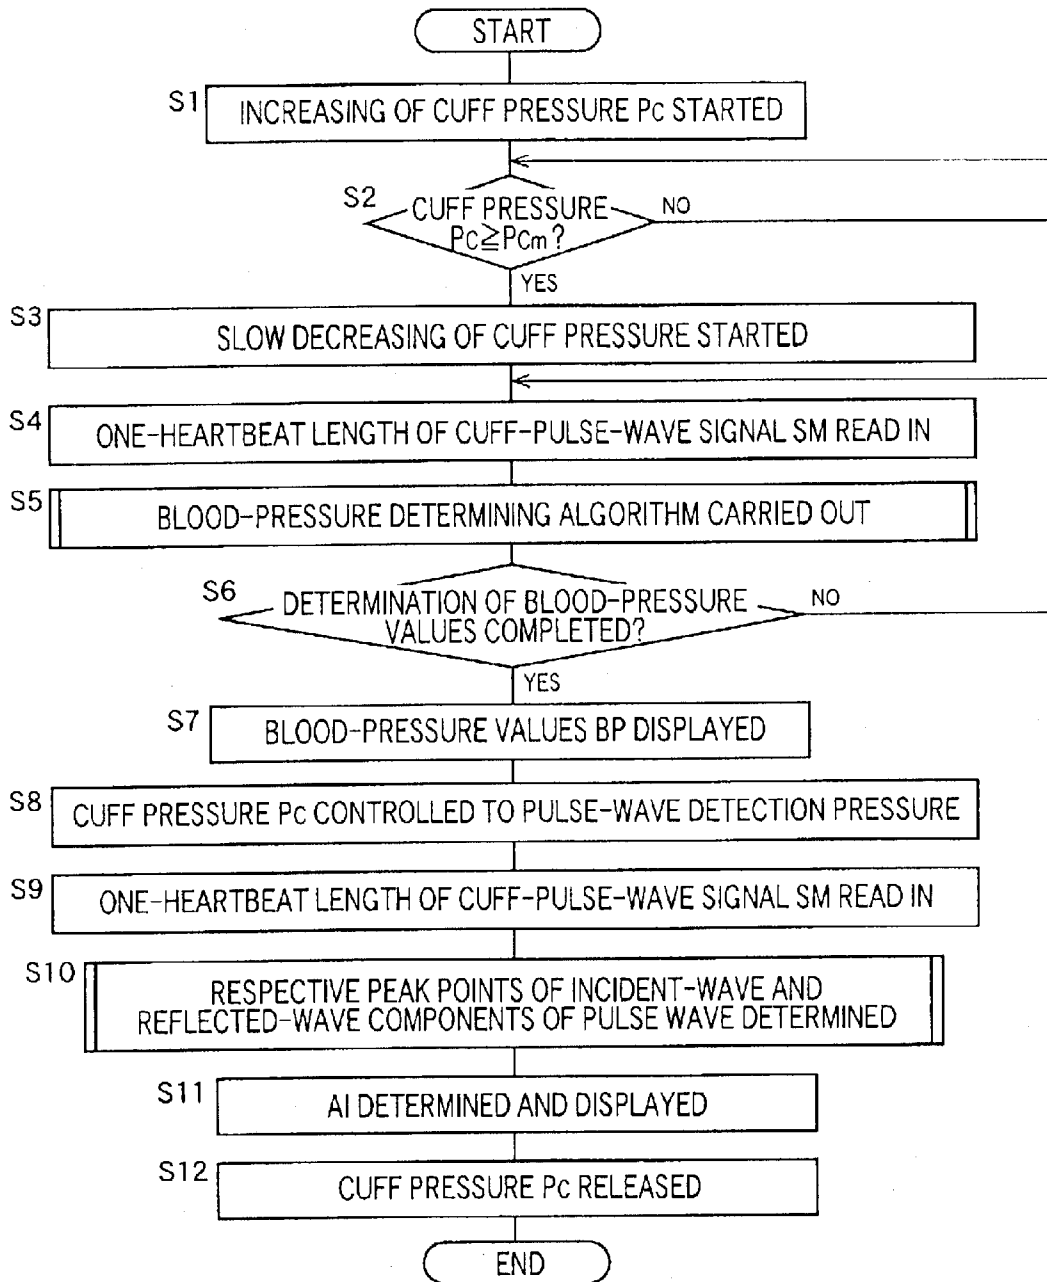 START
S1
INCREASING OF CUFF PRESSURE Pc STARTED
S2
CUFF PRESSURE
Pc≧Pcm?
NO
YES
S3
SLOW DECREASING OF CUFF PRESSURE STARTED
S4
ONE-HEARTBEAT LENGTH OF CUFF-PULSE-WAVE SIGNAL SM READ IN
S5
BLOOD-PRESSURE DETERMINING ALGORITHM CARRIED OUT
S6
DETERMINATION OF BLOOD-PRESSURE
VALUES COMPLETED?
NO
YES
S7
BLOOD-PRESSURE VALUES BP DISPLAYED
S8
CUFF PRESSURE Pc CONTROLLED TO PULSE-WAVE DETECTION PRESSURE
S9
ONE-HEARTBEAT LENGTH OF CUFF-PULSE-WAVE SIGNAL SM READ IN
S10
RESPECTIVE PEAK POINTS OF INCIDENT-WAVE AND
REFLECTED-WAVE COMPONENTS OF PULSE WAVE DETERMINED
S11
AI DETERMINED AND DISPLAYED
S12
CUFF PRESSURE Pc RELEASED
END